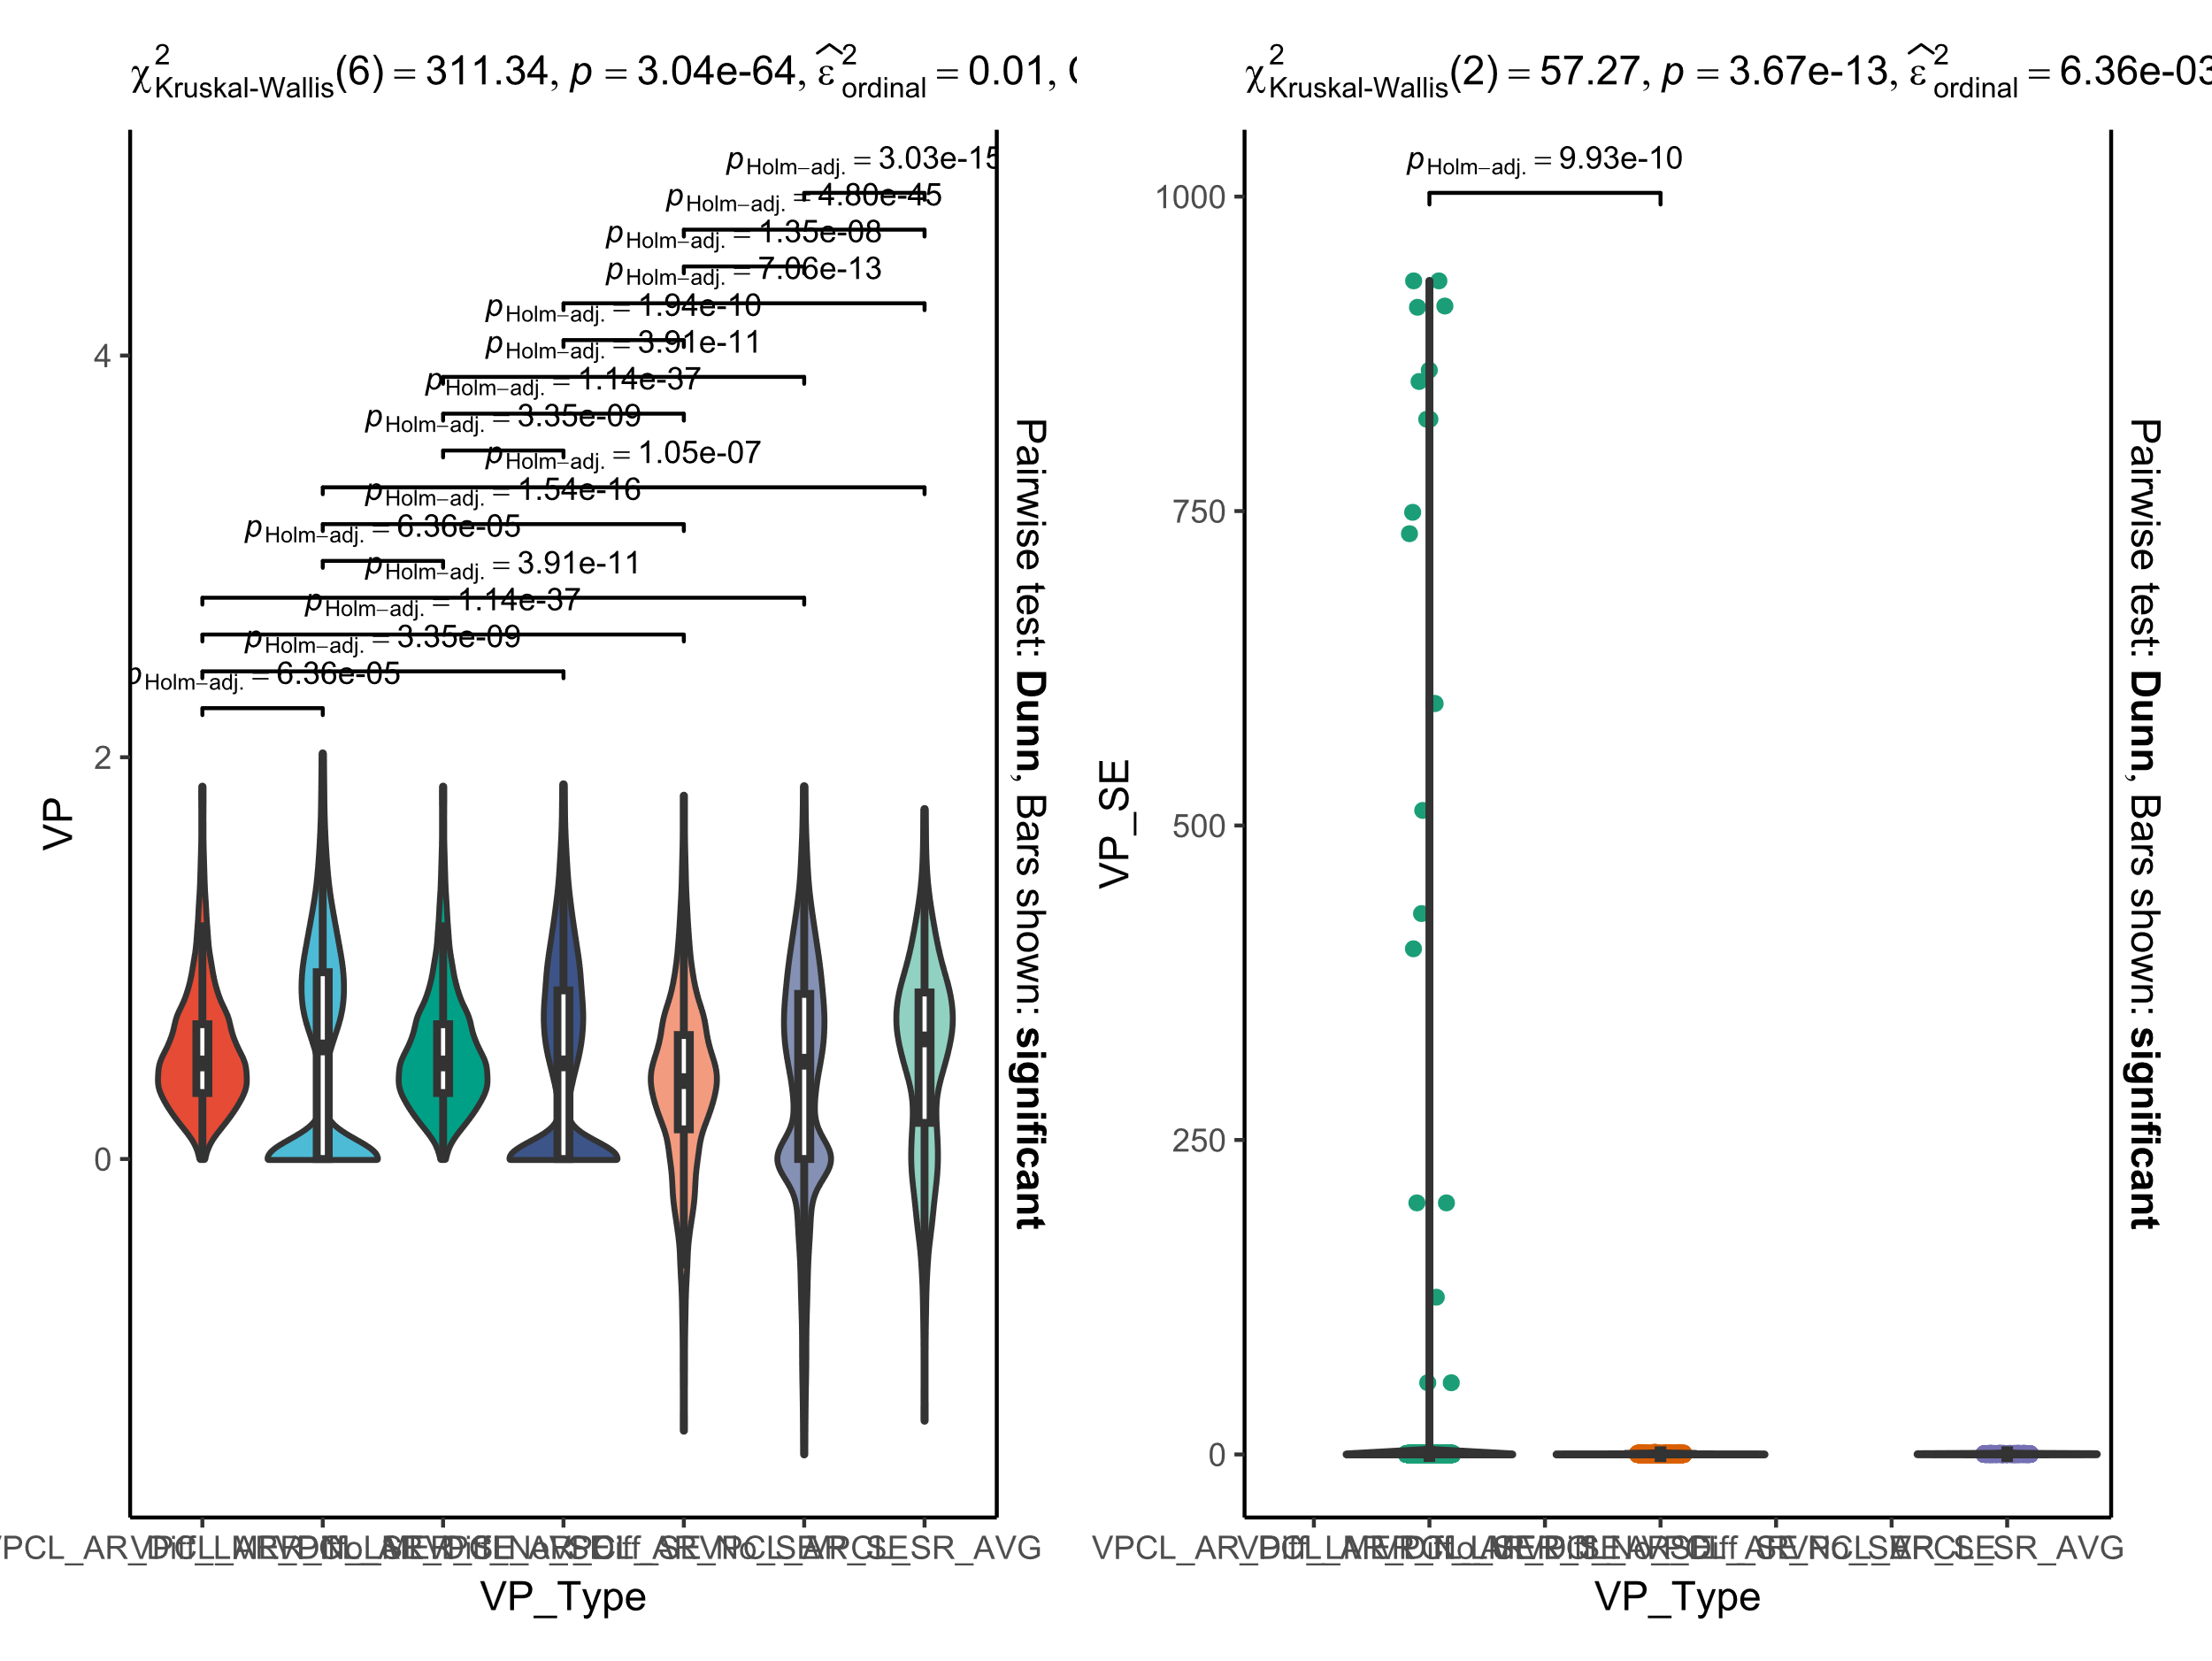 χ2Kruskal-Wallis(6) = 311.34, p = 3.04e-64, ε̂2ordinal = 0.01,
pHolm−adj. = 3.03e-15
pHolm−adj. = 4.80e-45
pHolm−adj. = 1.35e-08
pHolm−adj. = 7.06e-13
pHolm−adj. = 1.94e-10
pHolm−adj. = 3.91e-11
pHolm−adj. = 1.14e-37
pHolm−adj. = 3.35e-09
pHolm−adj. = 1.05e-07
pHolm−adj. = 1.54e-16
pHolm−adj. = 6.36e-05
pHolm−adj. = 3.91e-11
pHolm−adj. = 1.14e-37
pHolm−adj. = 3.35e-09
pHolm−adj. = 6.36e-05
4
2
0
VP
VP_Type
Pairwise test: Dunn, Bars shown: significant
χ2Kruskal-Wallis(2) = 57.27, p = 3.67e-13, ε̂2ordinal = 6.36e-03
pHolm−adj. = 9.93e-10
1000
750
500
250
0
VP_SE
VP_Type
Pairwise test: Dunn, Bars shown: significant